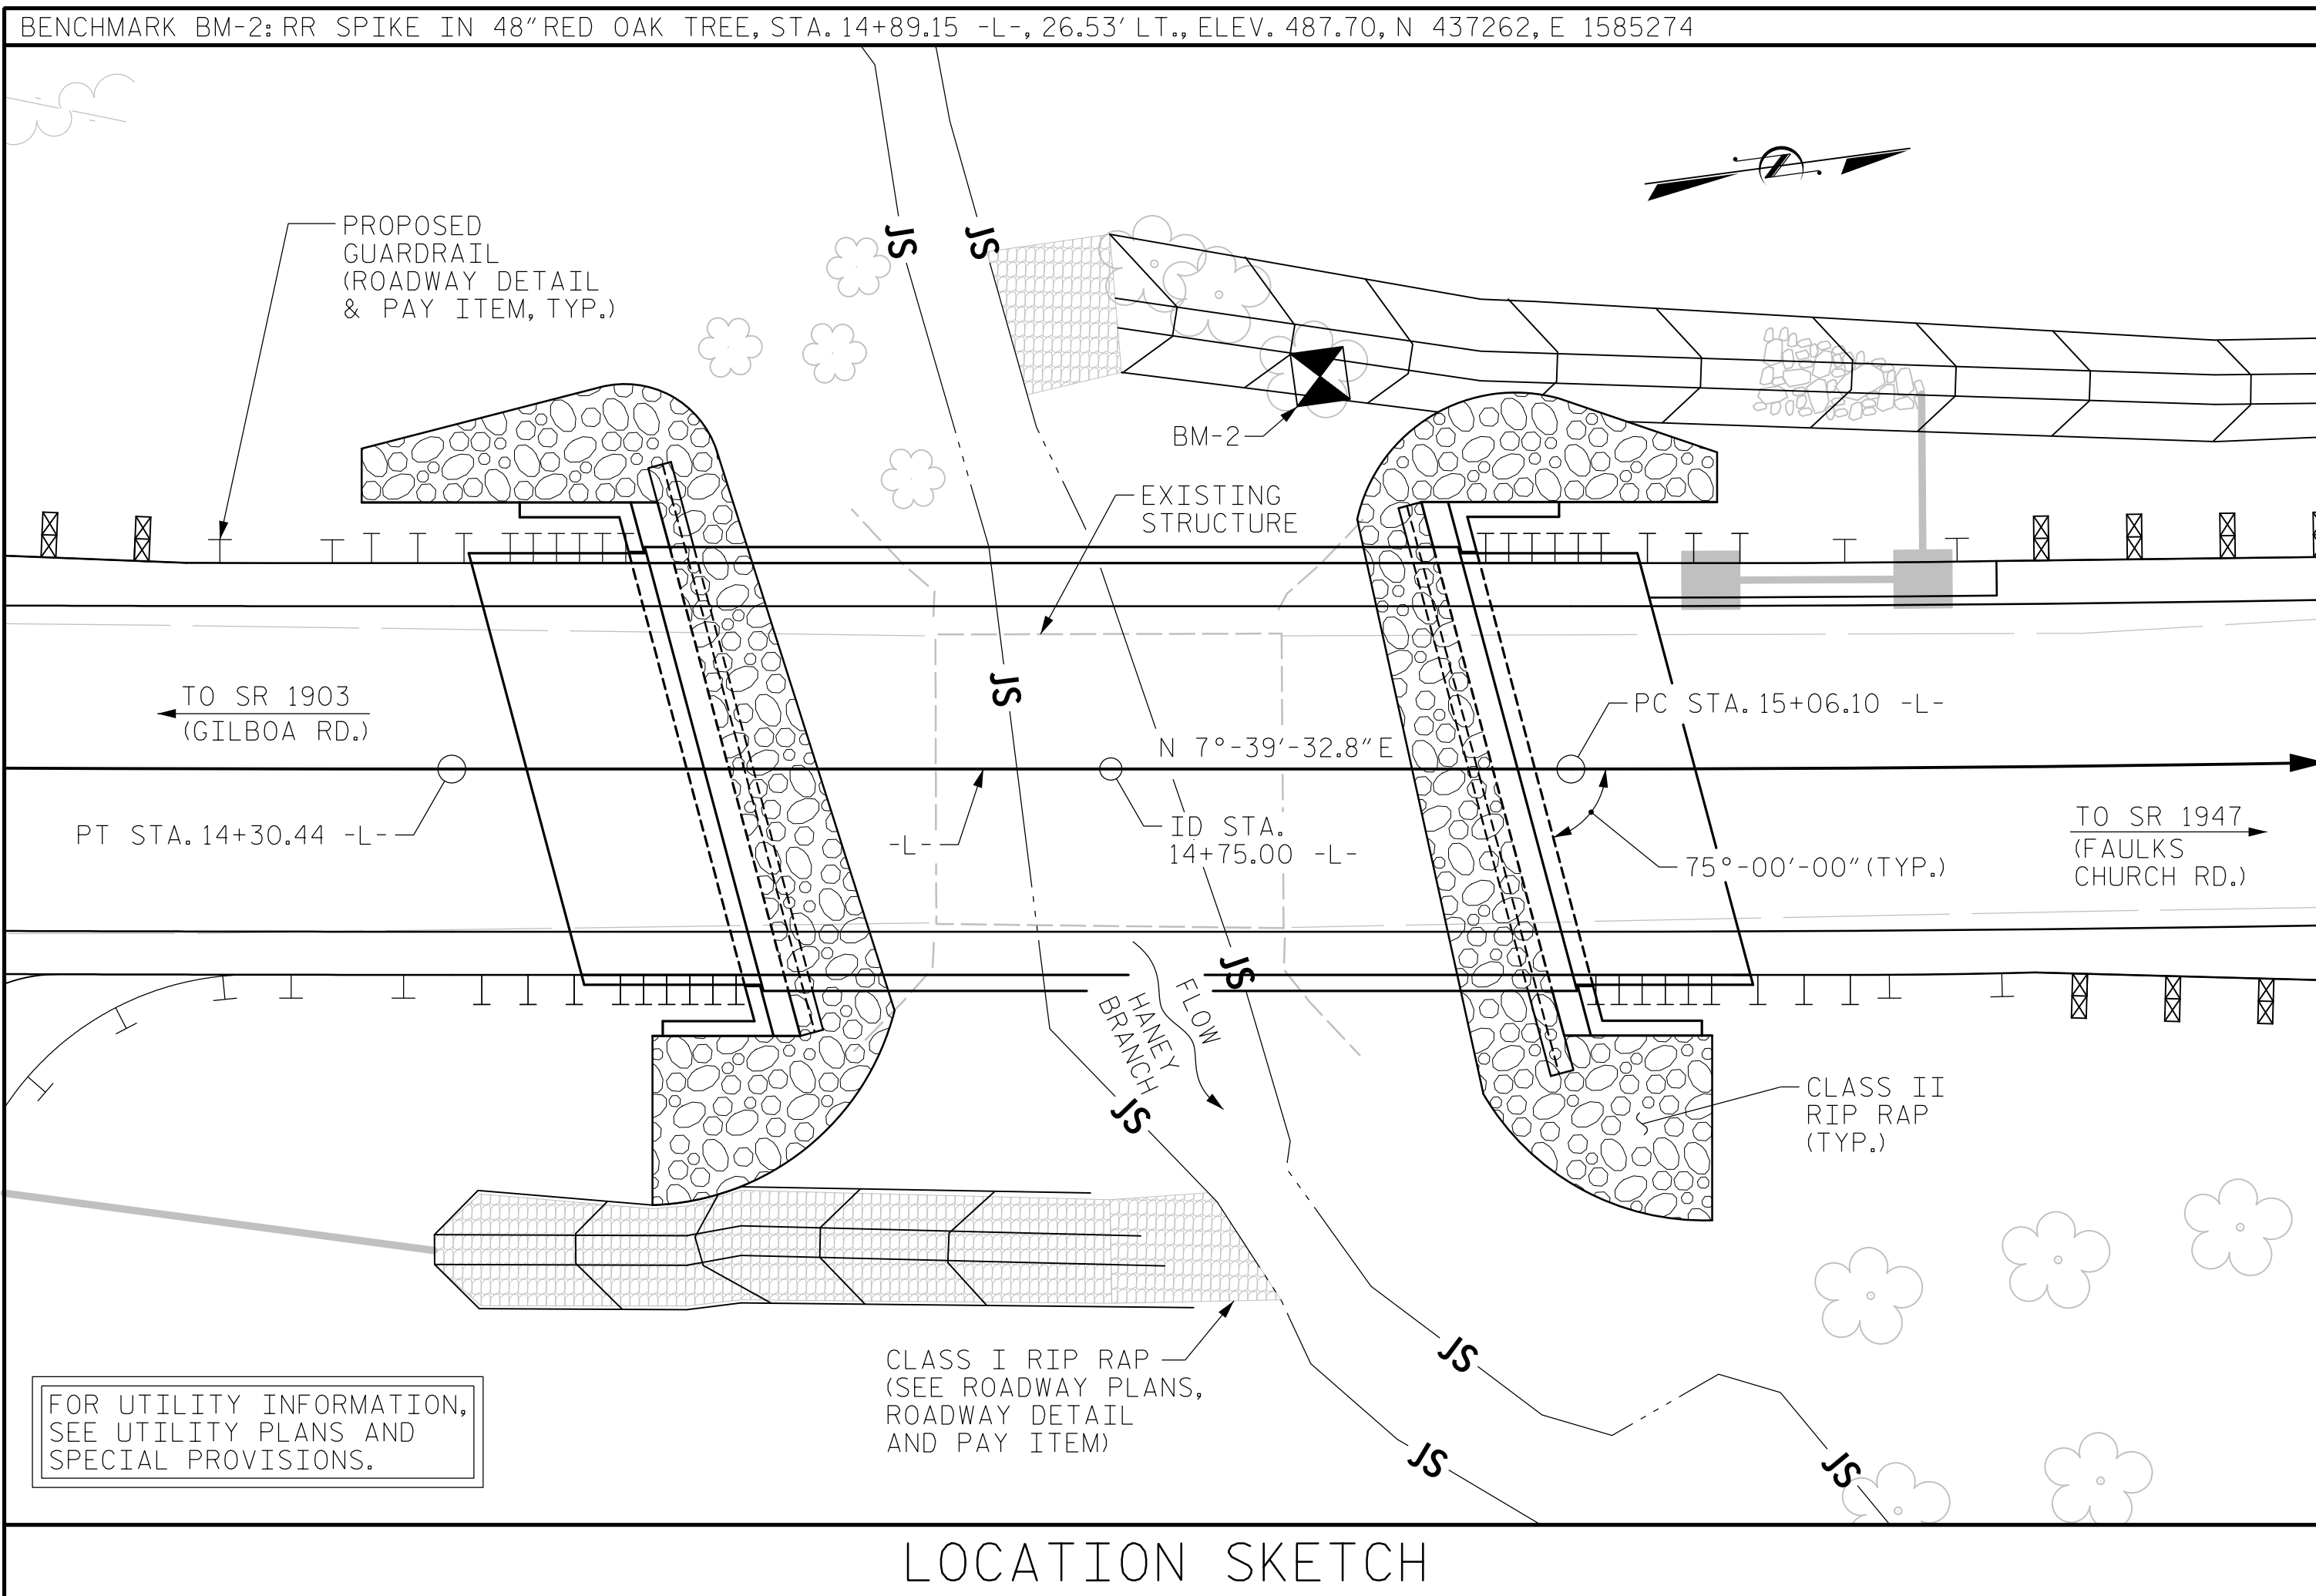 BENCHMARK BM-2: RR SPIKE IN 48" RED OAK TREE, STA. 14+89.15 -L-, 26.53' LT., ELEV. 487.70, N 437262, E 1585274
PROPOSED
GUARDRAIL
(ROADWAY DETAIL
& PAY ITEM, TYP.)
JS
JS
Z
BM-2
EXISTING
STRUCTURE
TO SR 1903
(GILBOA RD.)
JS
PC STA. 15+06.10 -L-
N 7°-39'-32.8" E
PT STA. 14+30.44 -L-
-L-
ID STA.
14+75.00 -L-
75°-00'-00" (TYP.)
TO SR 1947
(FAULKS
CHURCH RD.)
JS
FLOW
HANEY
BRANCH
JS
CLASS II
RIP RAP
(TYP.)
CLASS I RIP RAP
(SEE ROADWAY PLANS,
ROADWAY DETAIL
AND PAY ITEM)
JS
JS
JS
FOR UTILITY INFORMATION,
SEE UTILITY PLANS AND
SPECIAL PROVISIONS.
LOCATION SKETCH